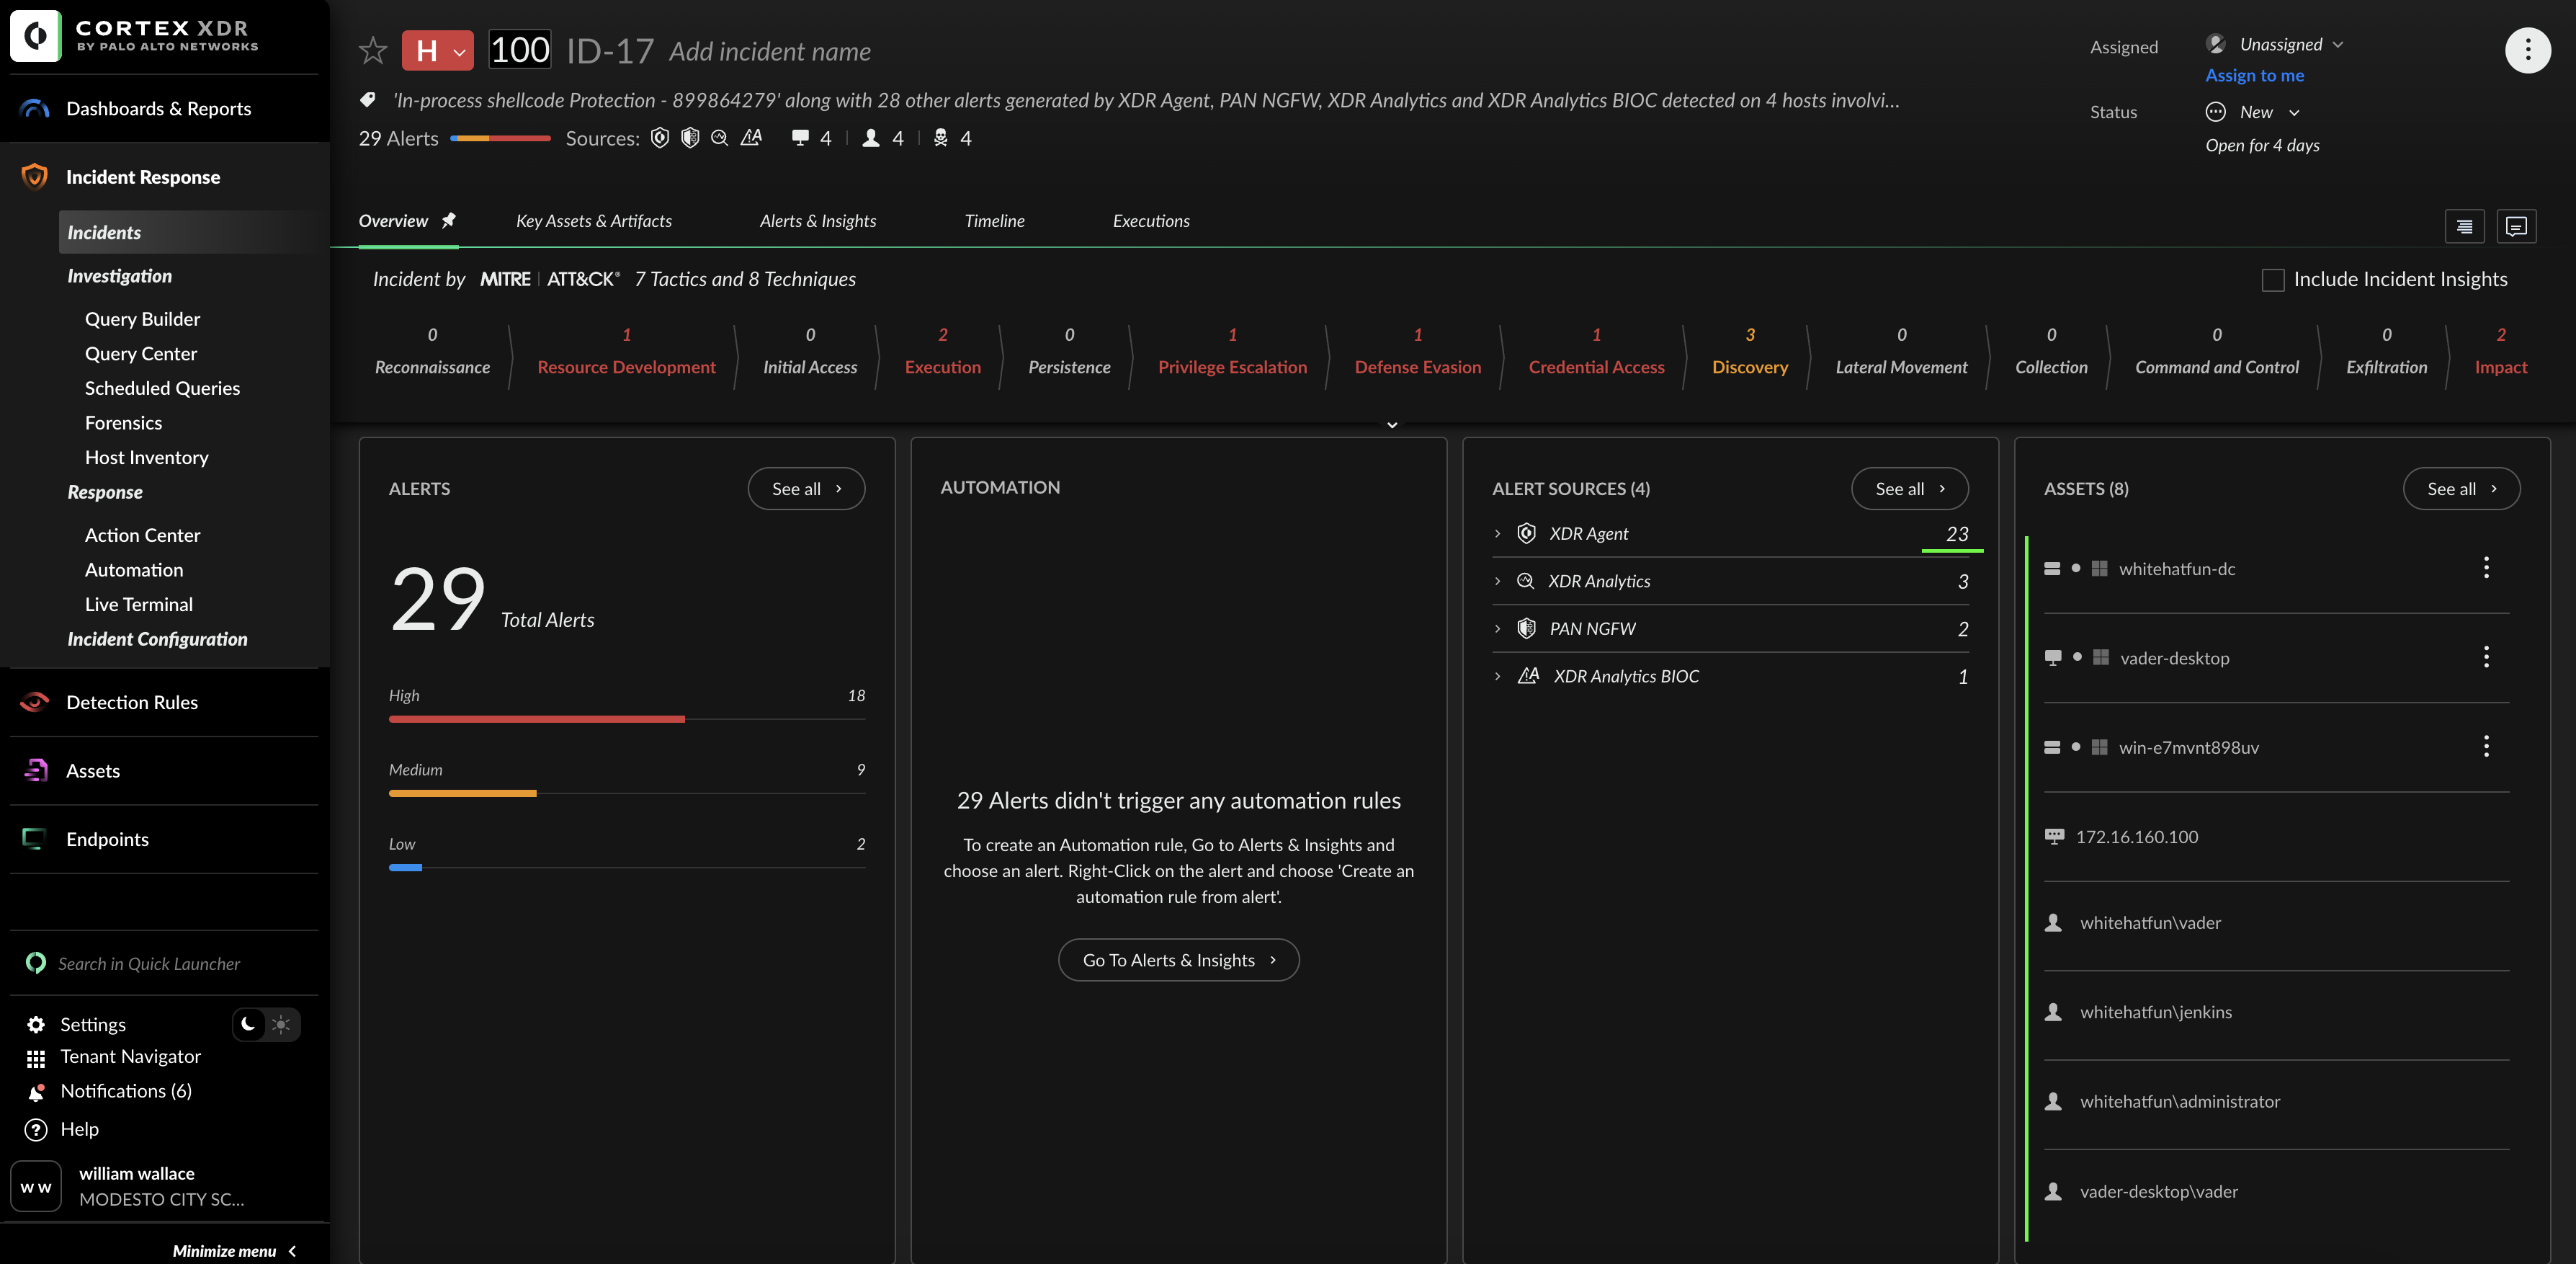 CORTEX XDR
BY PALO ALTO NETWORKS
Dashboards & Reports
Incident Response
Incidents
Investigation
Query Builder
Query Center
Scheduled Queries
Forensics
Host Inventory
Response
Action Center
Automation
Live Terminal
Incident Configuration
Detection Rules
Assets
Endpoints
Search in Quick Launcher
Settings
Tenant Navigator
Notifications (6)
Help
W W
william wallace
MODESTO CITY SC...
Minimize menu
H 100 ID-17 Add incident name
'In-process shellcode Protection - 899864279' along with 28 other alerts generated by XDR Agent, PAN NGFW, XDR Analytics and XDR Analytics BIOC detected on 4 hosts involvi...
29 Alerts Sources: 4 4 4
Assigned Unassigned
Assign to me
Status New
Open for 4 days
Overview Key Assets & Artifacts Alerts & Insights Timeline Executions
Incident by MITRE | ATT&CK® 7 Tactics and 8 Techniques
Include Incident Insights
0 1 0 2 0 1 1 1 3 0 0 0 0 2
Reconnaissance Resource Development Initial Access Execution Persistence Privilege Escalation Defense Evasion Credential Access Discovery Lateral Movement Collection Command and Control Exfiltration Impact
ALERTS See all
29 Total Alerts
High 18
Medium 9
Low 2
AUTOMATION
29 Alerts didn't trigger any automation rules
To create an Automation rule, Go to Alerts & Insights and
choose an alert. Right-Click on the alert and choose 'Create an
automation rule from alert'.
Go To Alerts & Insights
ALERT SOURCES (4) See all
XDR Agent 23
XDR Analytics 3
PAN NGFW 2
XDR Analytics BIOC 1
ASSETS (8) See all
whitehatfun-dc
vader-desktop
win-e7mvnt898uv
172.16.160.100
whitehatfun\vader
whitehatfun\jenkins
whitehatfun\administrator
vader-desktop\vader